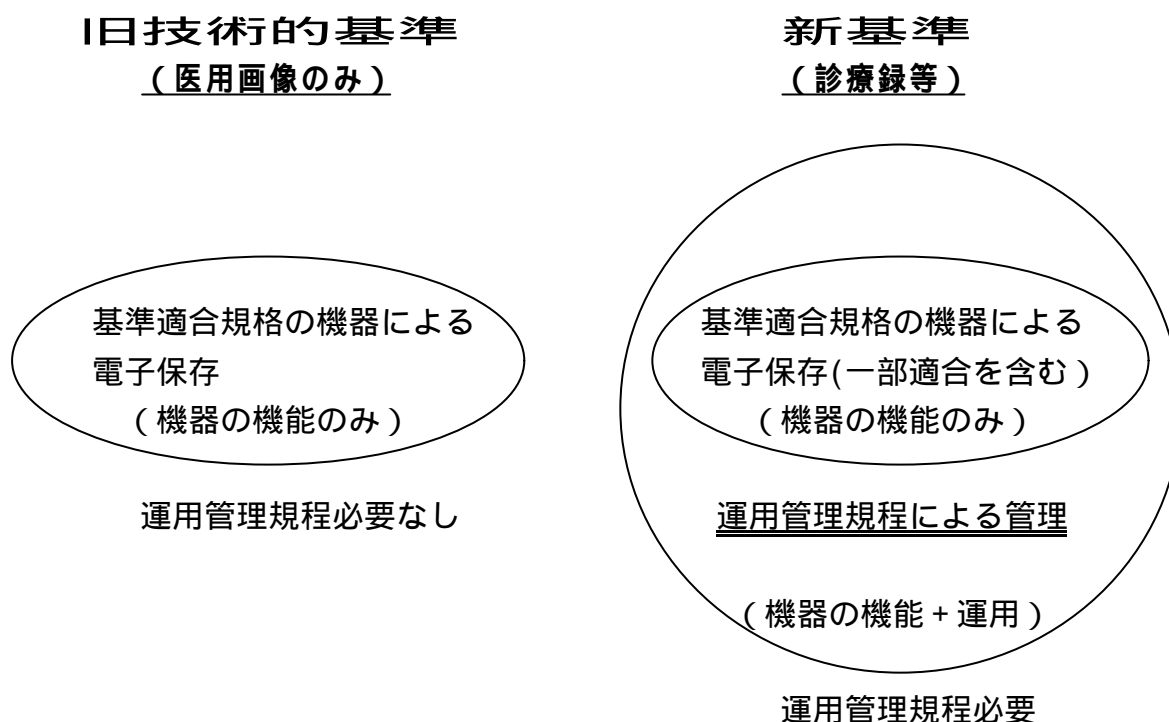 旧技術的基準
（医用画像のみ）
基準適合規格の機器による
電子保存
（機器の機能のみ）
運用管理規程必要なし
新基準
（診療録等）
基準適合規格の機器による
電子保存(一部適合を含む）
（機器の機能のみ）
運用管理規程による管理
（機器の機能+運用）
運用管理規程必要